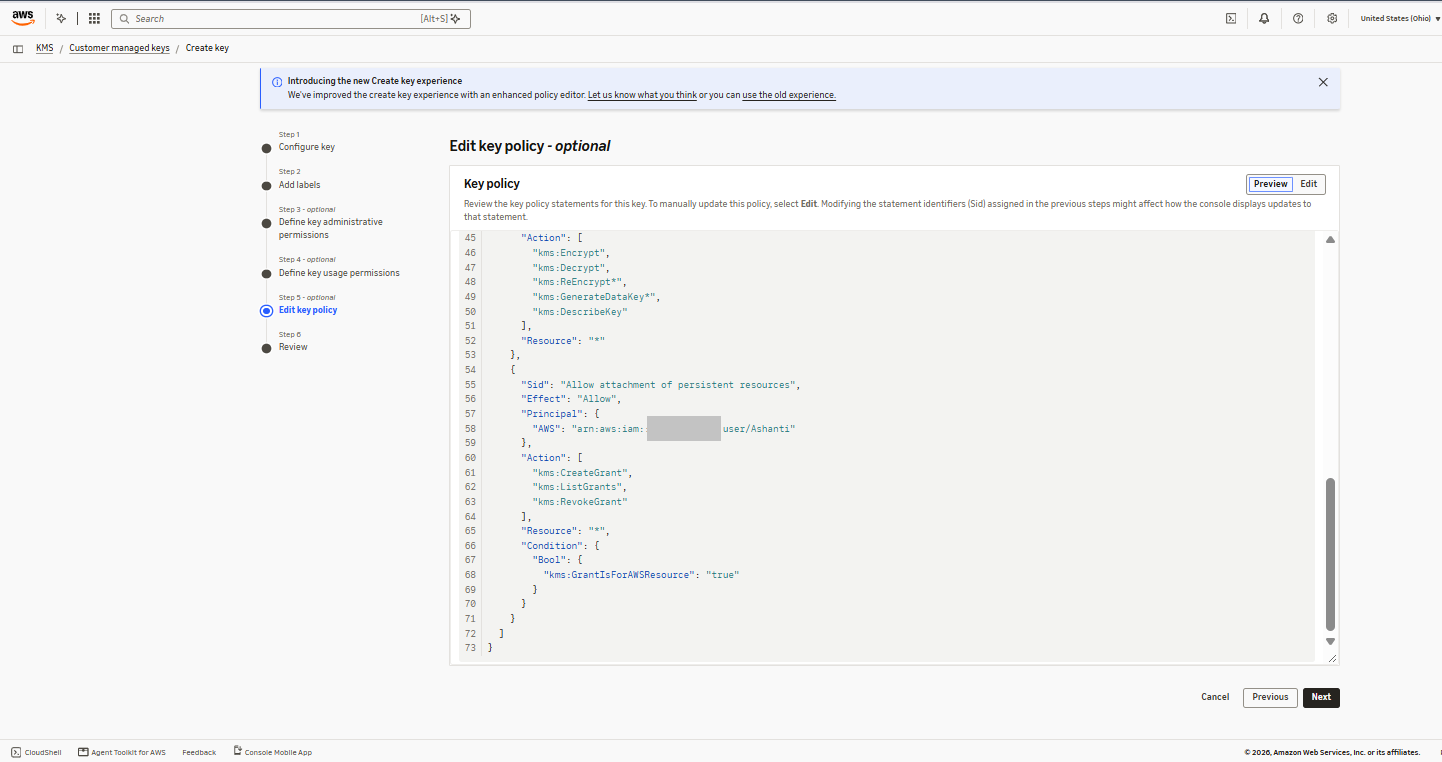 aws
Search
[Alt+S]
United States (Ohio)
KMS / Customer managed keys / Create key
Introducing the new Create key experience
We've improved the create key experience with an enhanced policy editor. Let us know what you think or you can use the old experience.
Step 1
Configure key
Step 2
Add labels
Step 3 - optional
Define key administrative
permissions
Step 4 - optional
Define key usage permissions
Step 5 - optional
Edit key policy
Step 6
Review
Edit key policy - optional
Key policy
Preview Edit
Review the key policy statements for this key. To manually update this policy, select Edit. Modifying the statement identifiers (Sid) assigned in the previous steps might affect how the console displays updates to
that statement.
45 "Action": [
46 "kms:Encrypt",
47 "kms:Decrypt",
48 "kms:ReEncrypt*",
49 "kms:GenerateDataKey*",
50 "kms:DescribeKey"
51 ],
52 "Resource": "*"
53 },
54 {
55 "Sid": "Allow attachment of persistent resources",
56 "Effect": "Allow",
57 "Principal": {
58 "AWS": "arn:aws:iam: user/Ashanti"
59 },
60 "Action": [
61 "kms:CreateGrant",
62 "kms:ListGrants",
63 "kms:RevokeGrant"
64 ],
65 "Resource": "*",
66 "Condition": {
67 "Bool": {
68 "kms:GrantIsForAWSResource": "true"
69 }
70 }
71 }
72 ]
73 }
Cancel Previous Next
CloudShell Agent Toolkit for AWS Feedback Console Mobile App
© 2026, Amazon Web Services, Inc. or its affiliates.